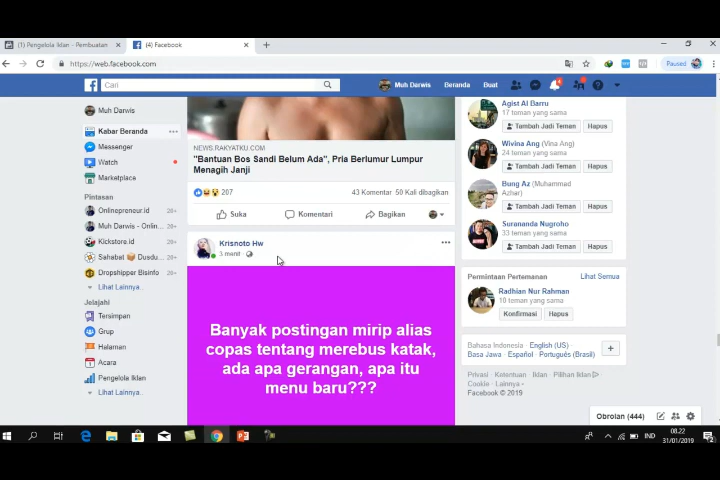 (1) Pengelola Iklan - Pembuatan
(4) Facebook
https://web.facebook.com
Paused
Cari
Muh Darwis
Beranda
Buat
Muh Darwis
Kabar Beranda
Messenger
Watch
Marketplace
Onlinepreneur.id 20+
Muh Darwis - Onlin... 20+
Kickstore.id 20+
Sahabat Dusdu... 20+
Dropshipper Bisinfo 20+
Lihat Lainnya..
Jelajahi
Tersimpan
Grup
Halaman
Acara
Pengelola Iklan
Lihat Lainnya..
NEWS.RAKYATKU.COM
"Bantuan Bos Sandi Belum Ada", Pria Berlumur Lumpur
Menagih Janji
207
43 Komentar 50 Kali dibagikan
Suka
Komentari
Bagikan
Krisnoto Hw
3 menit
Banyak postingan mirip alias
copas tentang merebus katak,
ada apa gerangan, apa itu
menu baru???
Agist Al Barru
17 teman yang sama
Tambah Jadi Teman Hapus
Wivina Ang (Vina Ang)
24 teman yang sama
Tambah Jadi Teman Hapus
Bung Az (Muhammad
Azhar)
Tambah Jadi Teman Hapus
Surananda Nugroho
33 teman yang sama
Tambah Jadi Teman Hapus
Permintaan Pertemanan
Lihat Semua
Radhian Nur Rahman
10 teman yang sama
Konfirmasi Hapus
Bahasa Indonesia · English (US) ·
Basa Jawa · Español · Português (Brasil)
Privasi · Ketentuan · Iklan · Pilihan Iklan
Cookie · Lainnya
Facebook © 2019
Obrolan (444)
IND
08.22
31/01/2019